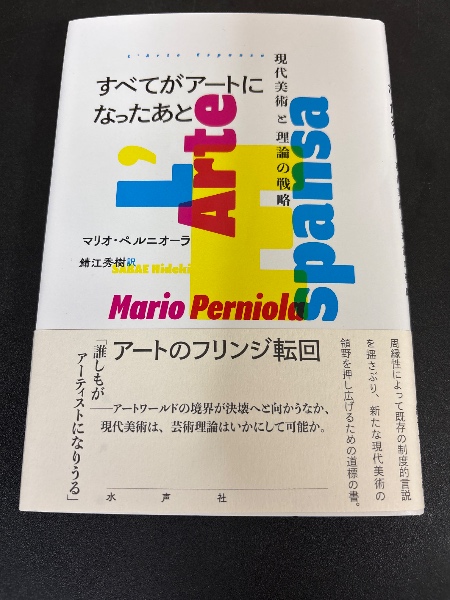 L'Arte Espansa
すべてがアートに
なったあと
現代美術と理論の戦略
L'Arte
Espansa
マリオ・ペルニオーラ
鯖江秀樹訳
SABAE Hideki
Mario Perniola
アートのフリンジ転回
「誰しもが
アーティストになりうる」
――アートワールドの境界が決壊へと向かうなか、
現代美術は、芸術理論はいかにして可能か。
周縁性によって既存の制度的言説
を揺さぶり、新たな現代美術の
領野を押し広げるための道標の書。
水声社